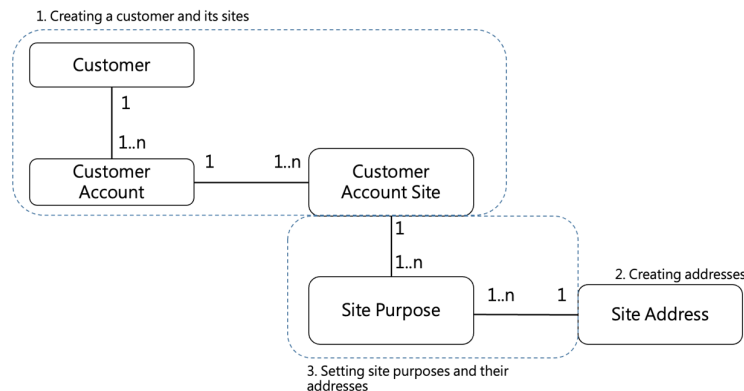 1. Creating a customer and its sites
Customer
1
1..n
Customer
Account
1
1..n
Customer
Account Site
1
1..n
Site Purpose
1..n
1
2. Creating addresses
Site Address
3. Setting site purposes and their
addresses